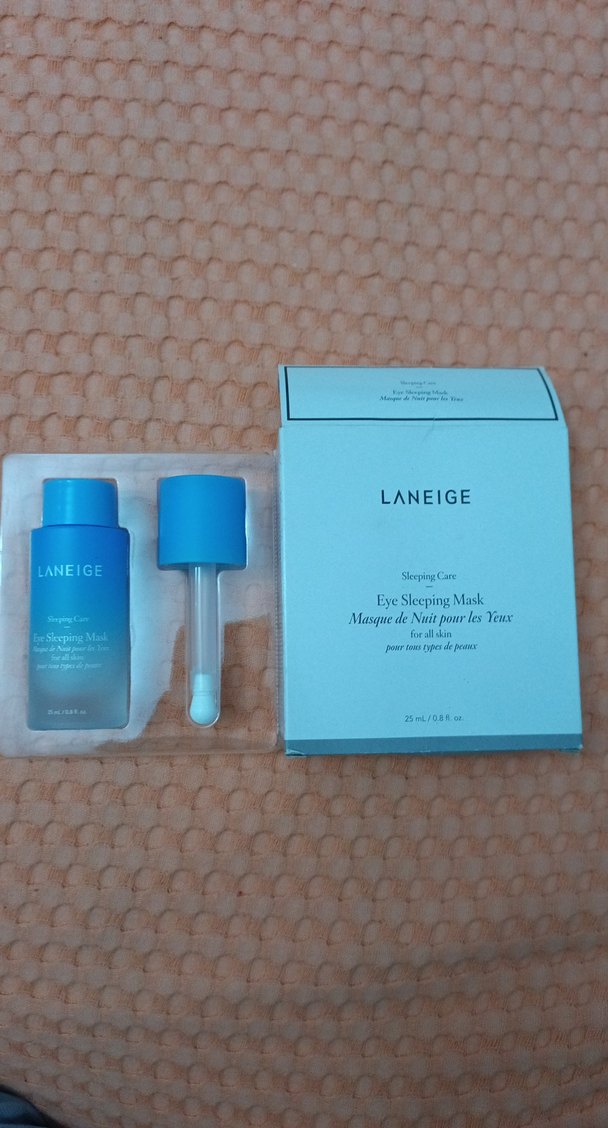 Sleeping Care
Eye Sleeping Mask
Masque de Nuit pour les Yeux
LANEIGE
Sleeping Care
Eye Sleeping Mask
Masque de Nuit pour les Yeux
for all skin
pour tous types de peaux
25 mL / 0.8 fl. oz.
LANEIGE
Sleeping Care
Eye Sleeping Mask
Masque de Nuit pour les Yeux
for all skin
pour tous types de peaux
25 mL / 0.8 fl. oz.